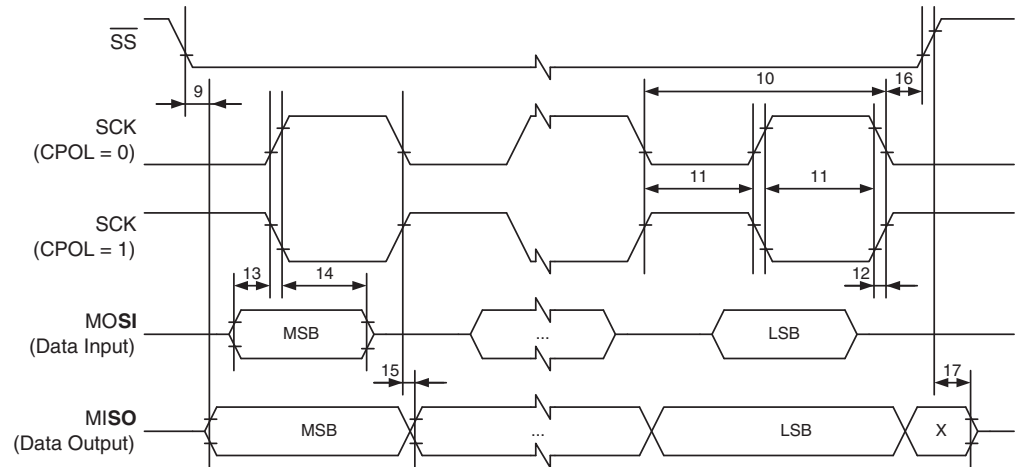 SS
10
16
9
SCK
(CPOL = 0)
11
11
SCK
(CPOL = 1)
13
14
12
MOSI
(Data Input)
MSB
...
LSB
15
17
MISO
(Data Output)
MSB
...
LSB
X